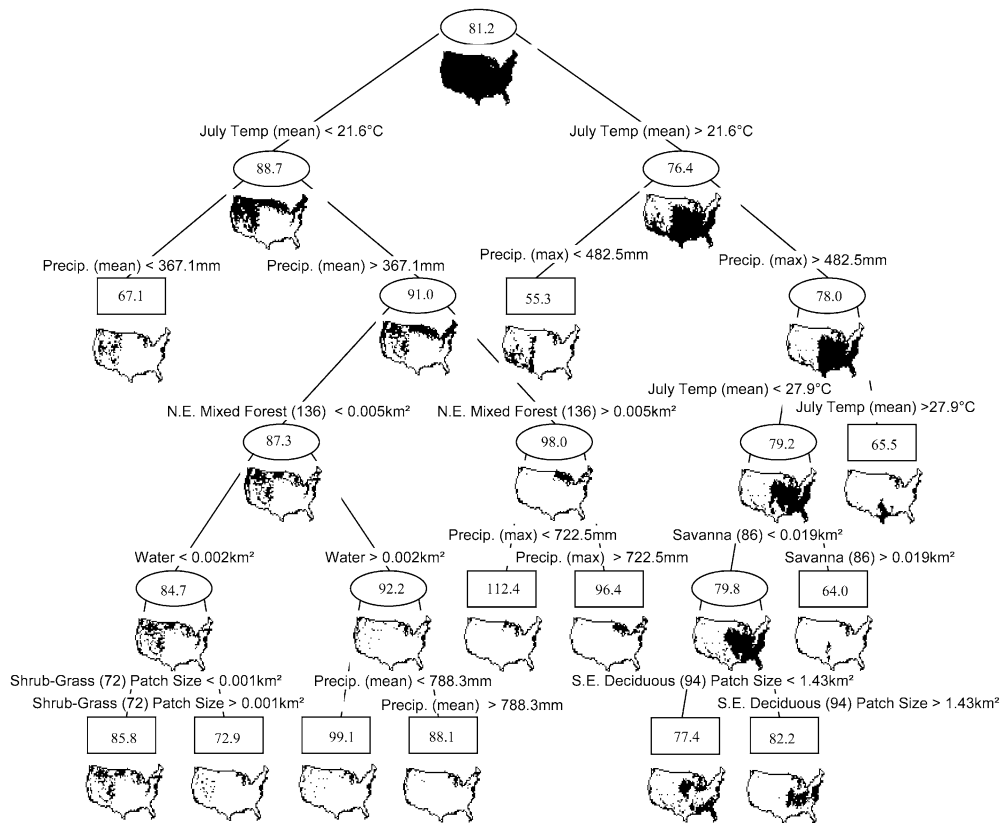 81.2
July Temp (mean) < 21.6°C
July Temp (mean) > 21.6°C
88.7
76.4
Precip. (mean) < 367.1mm
Precip. (mean) > 367.1mm
Precip. (max) < 482.5mm
Precip. (max) > 482.5mm
67.1
91.0
55.3
78.0
July Temp (mean) < 27.9°C
July Temp (mean) >27.9°C
N.E. Mixed Forest (136) < 0.005km²
N.E. Mixed Forest (136) > 0.005km²
87.3
98.0
79.2
65.5
Precip. (max) < 722.5mm
Savanna (86) < 0.019km²
Water < 0.002km²
Water > 0.002km²
Precip. (max) > 722.5mm
Savanna (86) > 0.019km²
84.7
92.2
112.4
96.4
79.8
64.0
Shrub-Grass (72) Patch Size < 0.001km²
Precip. (mean) < 788.3mm
S.E. Deciduous (94) Patch Size < 1.43km²
Shrub-Grass (72) Patch Size > 0.001km²
Precip. (mean) > 788.3mm
S.E. Deciduous (94) Patch Size > 1.43km²
85.8
72.9
99.1
88.1
77.4
82.2